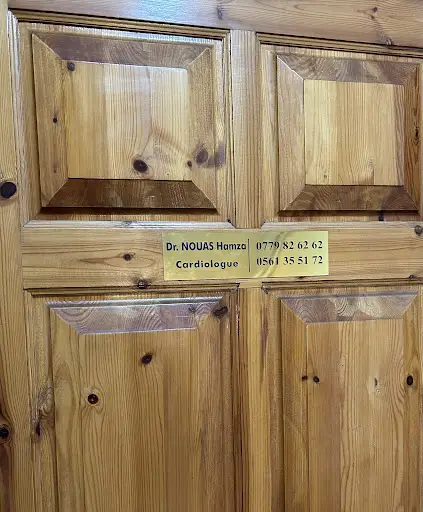 Dr. NOUAS Hamza 0779 82 62 62
Cardiologue 0561 35 51 72